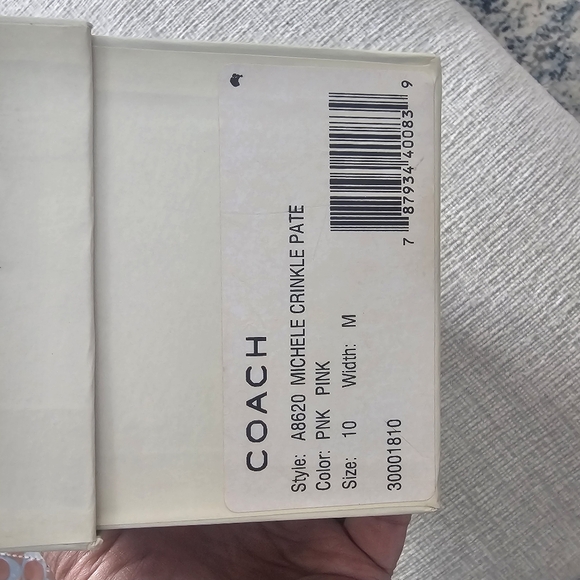 COACH
Style: A8620 MICHELE CRINKLE PATE
Color: PNK PINK
Size: 10 Width: M
30001810
7 87934 40083 9